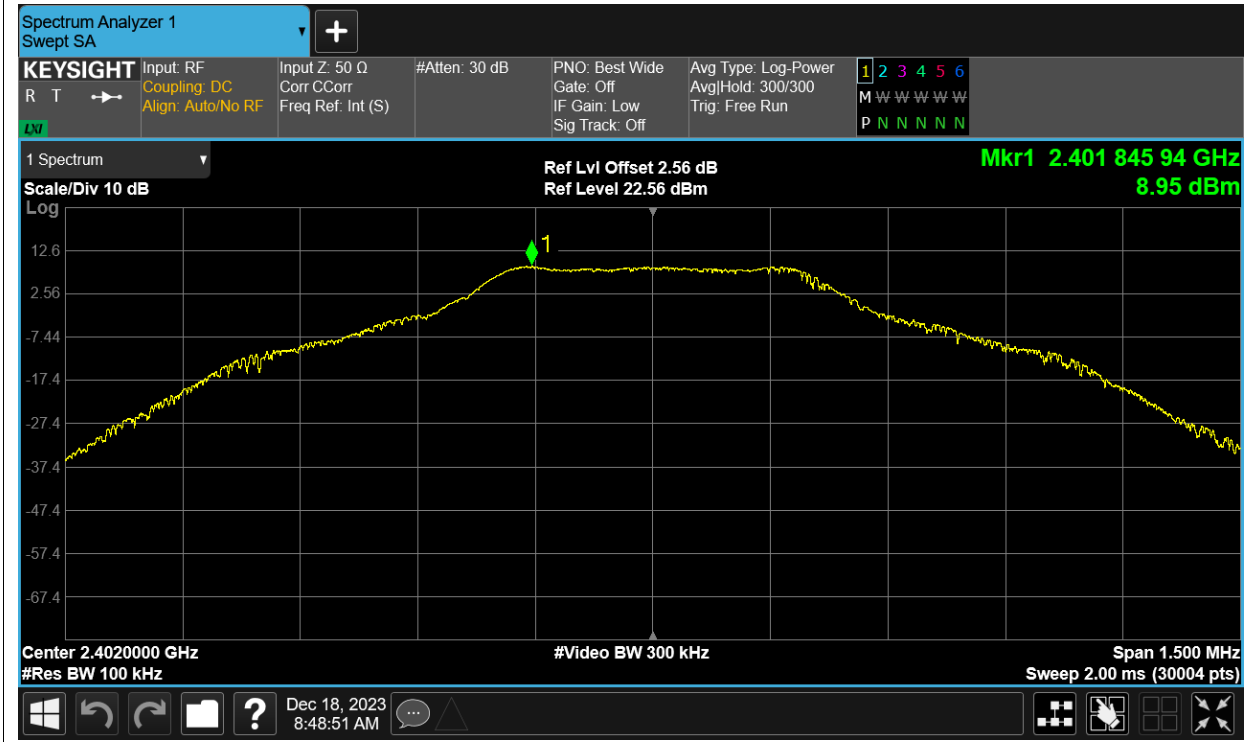 Spectrum Analyzer 1
Swept SA
+
KEYSIGHT
R T
LXI
Input: RF
Coupling: DC
Align: Auto/No RF
Input Z: 50 Ω
Corr CCorr
Freq Ref: Int (S)
#Atten: 30 dB
PNO: Best Wide
Gate: Off
IF Gain: Low
Sig Track: Off
Avg Type: Log-Power
Avg|Hold: 300/300
Trig: Free Run
1 2 3 4 5 6
M W W W W W
P N N N N N
1 Spectrum
Scale/Div 10 dB
Log
Ref Lvl Offset 2.56 dB
Ref Level 22.56 dBm
Mkr1 2.401 845 94 GHz
8.95 dBm
1
12.6
2.56
-7.44
-17.4
-27.4
-37.4
-47.4
-57.4
-67.4
Center 2.4020000 GHz
#Video BW 300 kHz
Span 1.500 MHz
#Res BW 100 kHz
Sweep 2.00 ms (30004 pts)
?
Dec 18, 2023
8:48:51 AM